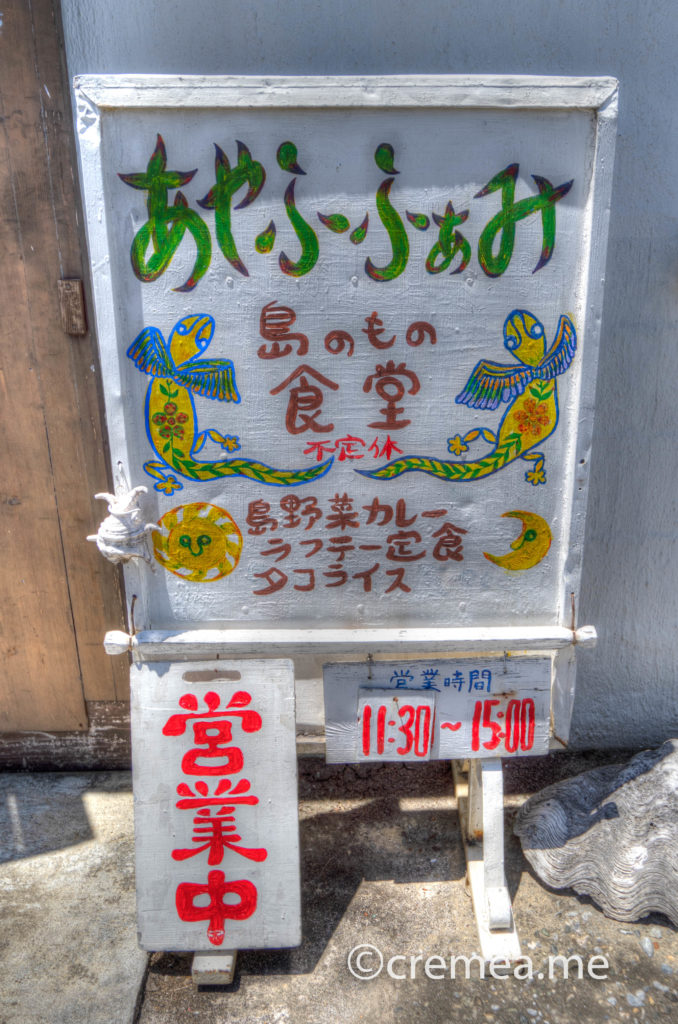 あやふふぁみ
島のもの
食堂
不定休
島野菜カレー
ラフテー定食
タコライス
営業中
営業時間
11:30~15:00
©cremea.me